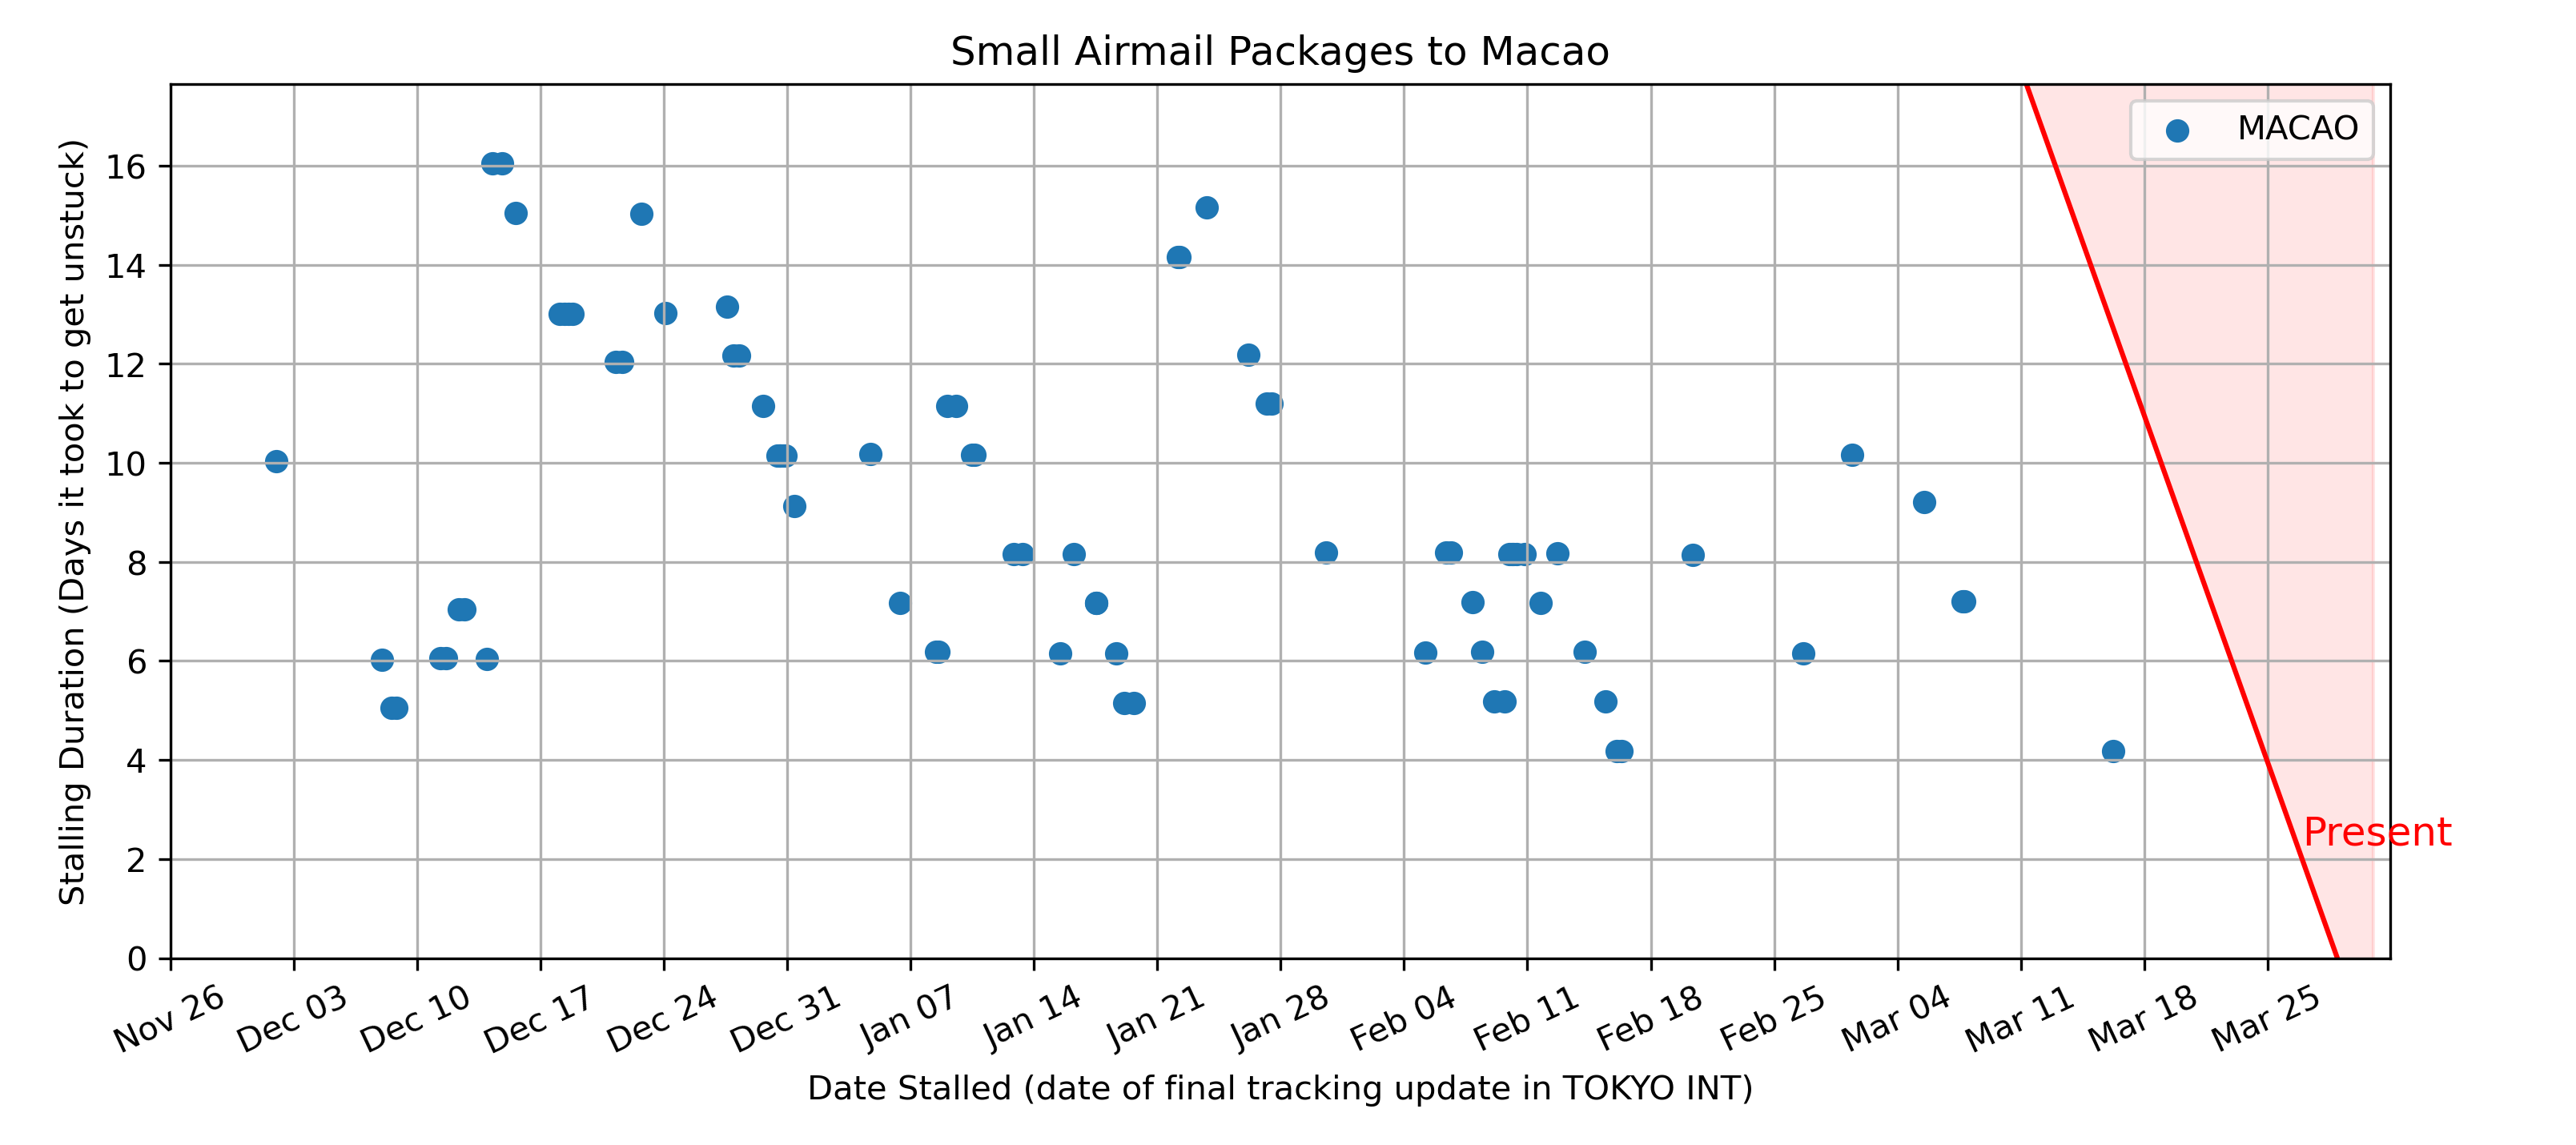 Small Airmail Packages to Macao
MACAO
Stalling Duration (Days it took to get unstuck)
16
14
12
10
8
6
4
2
0
Present
Nov 26
Dec 03
Dec 10
Dec 17
Dec 24
Dec 31
Jan 07
Jan 14
Jan 21
Jan 28
Feb 04
Feb 11
Feb 18
Feb 25
Mar 04
Mar 11
Mar 18
Mar 25
Date Stalled (date of final tracking update in TOKYO INT)